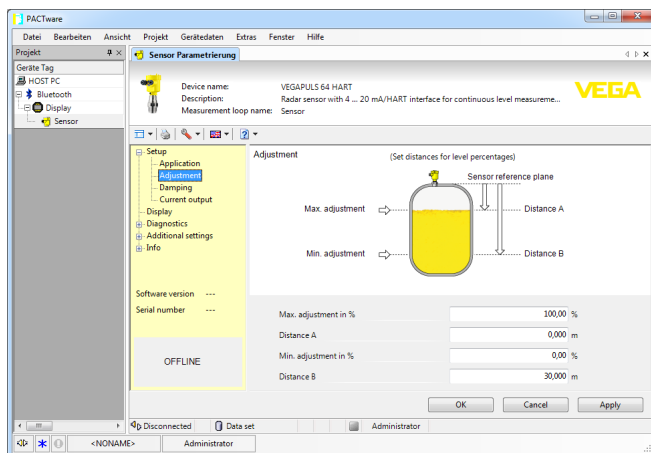 PACTware
Datei Bearbeiten Ansicht Projekt Gerätedaten Extras Fenster Hilfe
Projekt
Geräte Tag
HOST PC
Bluetooth
Display
Sensor
Sensor Parametrierung
Device name: VEGAPULS 64 HART
Description: Radar sensor with 4 ... 20 mA/HART interface for continuous level measureme...
Measurement loop name: Sensor
VEGA
Setup
Application
Adjustment
Damping
Current output
Display
Diagnostics
Additional settings
Info
Software version ---
Serial number ---
OFFLINE
Adjustment (Set distances for level percentages)
Sensor reference plane
Max. adjustment Distance A
Min. adjustment Distance B
Max. adjustment in % 100,00 %
Distance A 0,000 m
Min. adjustment in % 0,00 %
Distance B 30,000 m
OK Cancel Apply
Disconnected Data set Administrator
<NONAME> Administrator